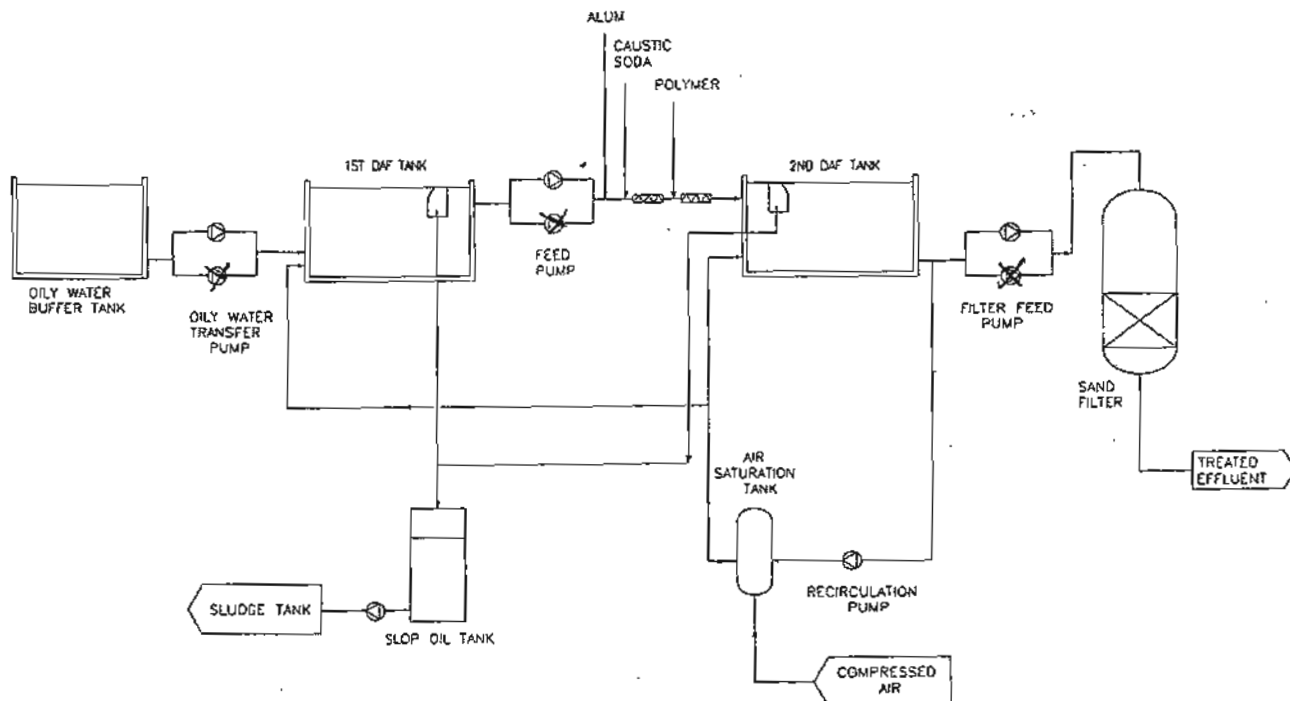 ALUM
CAUSTIC
SODA
POLYMER
1ST DAF TANK
2ND DAF TANK
OILY WATER
BUFFER TANK
OILY WATER
TRANSFER
PUMP
FEED
PUMP
FILTER FEED
PUMP
SAND
FILTER
TREATED
EFFLUENT
AIR
SATURATION
TANK
RECIRCULATION
PUMP
SLUDGE TANK
SLOP OIL TANK
COMPRESSED
AIR